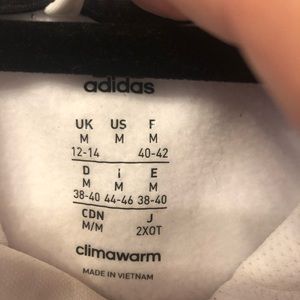 adidas
UK US F
M M M
12-14 40-42
D i E
M M M
38-40 44-46 38-40
CDN J
M/M 2XOT
climawarm
MADE IN VIETNAM